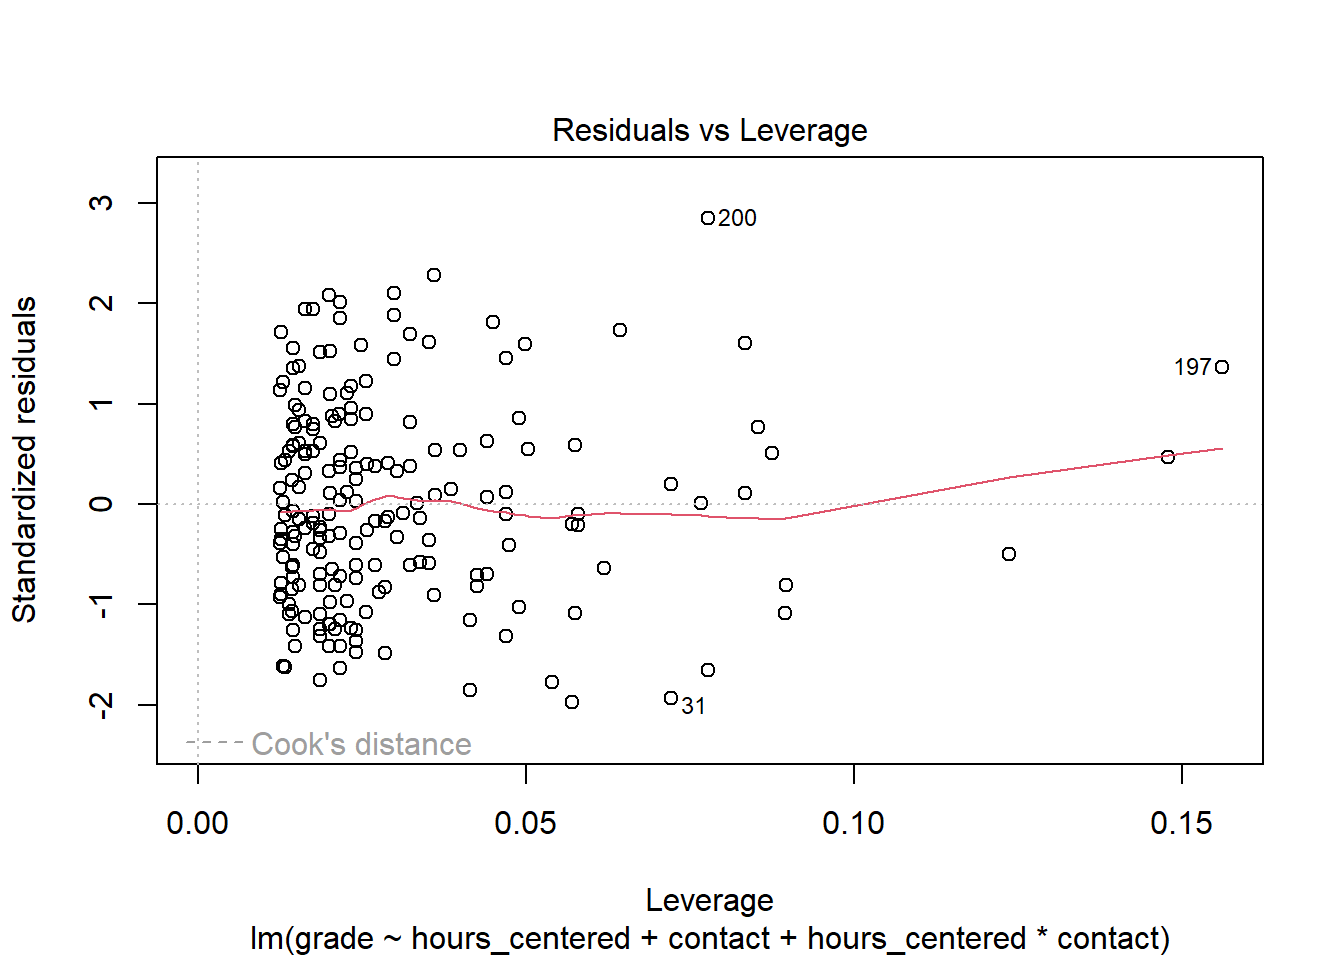 Residuals vs Leverage
Standardized residuals
3
2
1
0
-1
-2
200
197
31
Cook's distance
0.00 0.05 0.10 0.15
Leverage
lm(grade ~ hours_centered + contact + hours_centered * contact)